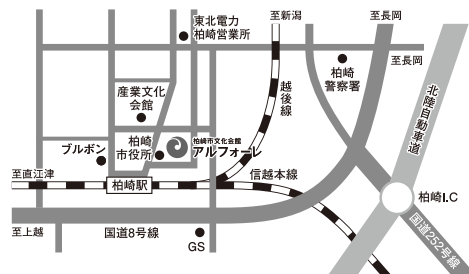 至新潟
至長岡
東北電力
柏崎営業所
至長岡
柏崎
警察署
越後線
北陸自動車道
産業文化
会館
柏崎市文化会館
アルフォーレ
柏崎
市役所
ブルボン
至直江津
柏崎駅
信越本線
柏崎I.C
至上越
国道8号線
GS
国道252号線